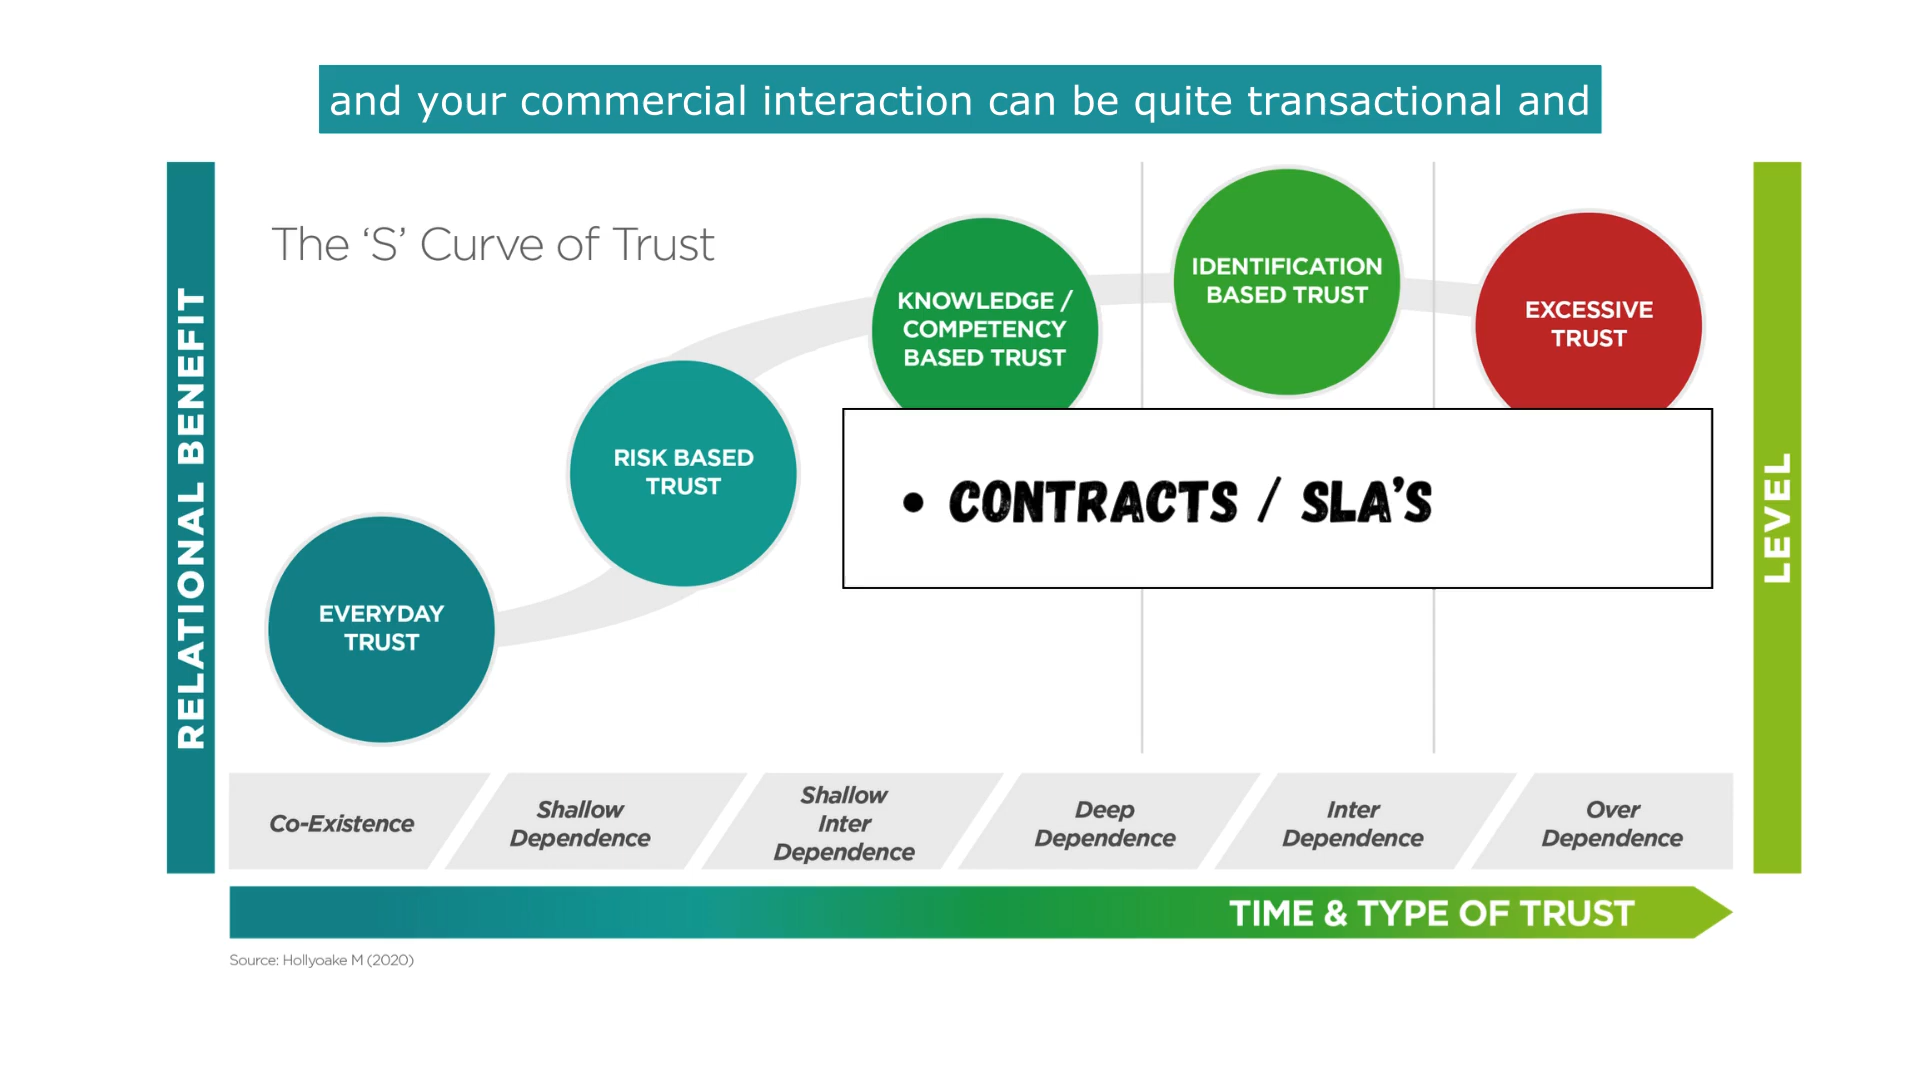 and your commercial interaction can be quite transactional and
The ‘S’ Curve of Trust
RELATIONAL BENEFIT
EVERYDAY
TRUST
RISK BASED
TRUST
KNOWLEDGE /
COMPETENCY
BASED TRUST
IDENTIFICATION
BASED TRUST
EXCESSIVE
TRUST
• CONTRACTS / SLA’S
LEVEL
Co-Existence
Shallow
Dependence
Shallow
Inter
Dependence
Deep
Dependence
Inter
Dependence
Over
Dependence
TIME & TYPE OF TRUST
Source: Hollyoake M (2020)